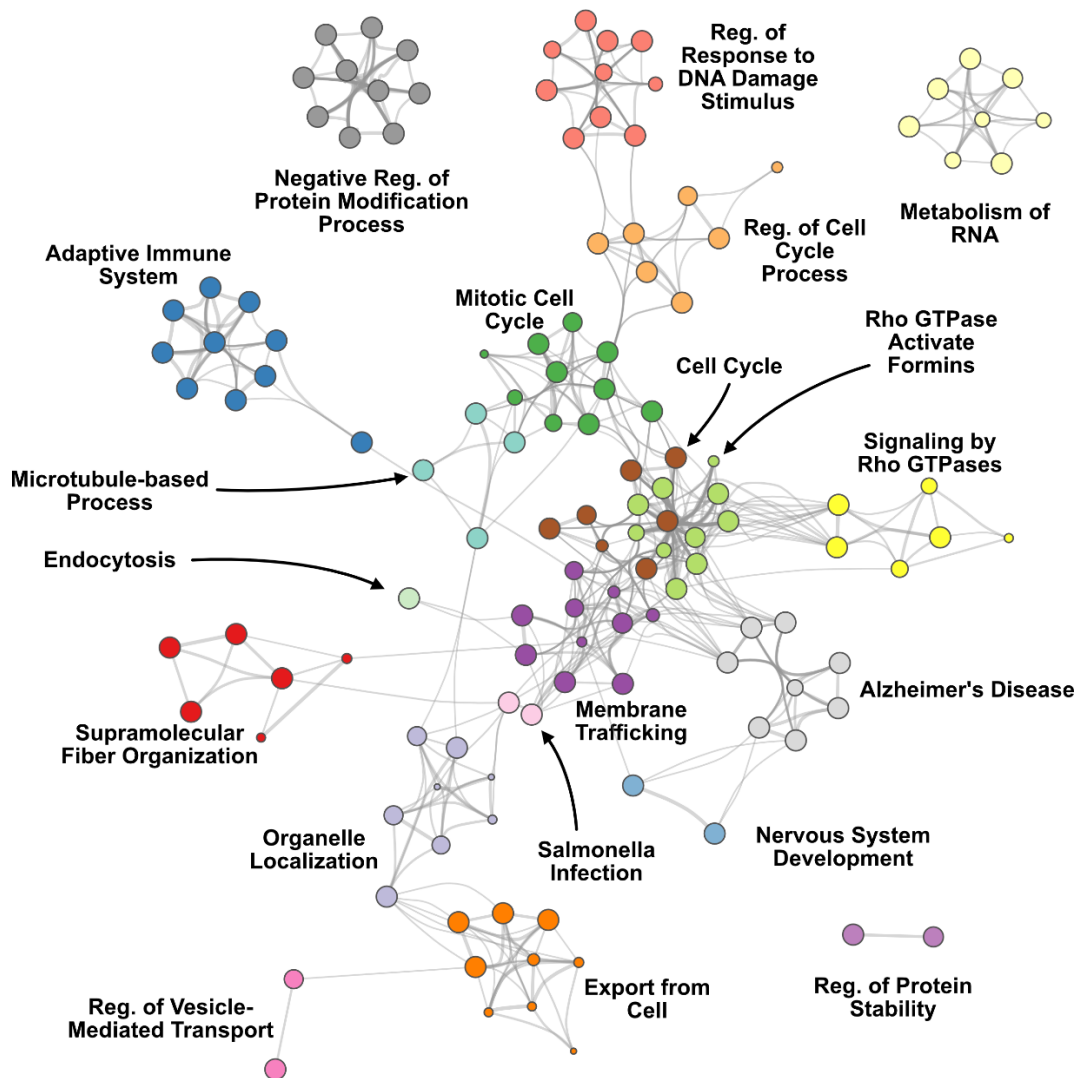 Reg. of
Response to
DNA Damage
Stimulus
Negative Reg. of
Protein Modification
Process
Metabolism of
RNA
Reg. of Cell
Cycle
Process
Adaptive Immune
System
Mitotic Cell
Cycle
Rho GTPase
Activate
Formins
Cell Cycle
Signaling by
Rho GTPases
Microtubule-based
Process
Endocytosis
Supramolecular
Fiber Organization
Membrane
Trafficking
Alzheimer's Disease
Organelle
Localization
Salmonella
Infection
Nervous System
Development
Export from
Cell
Reg. of Protein
Stability
Reg. of Vesicle-
Mediated Transport